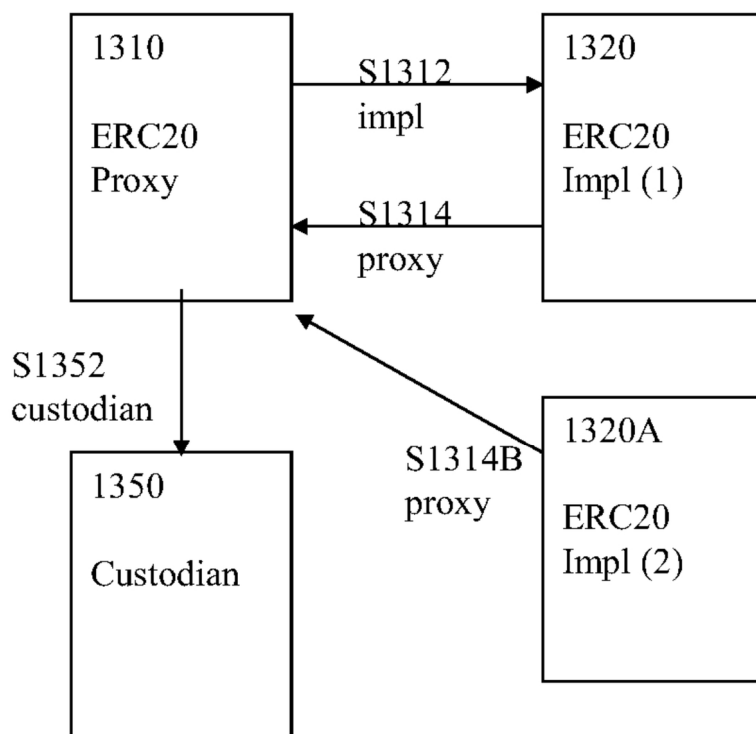 1310
ERC20
Proxy
S1312
impl
S1314
proxy
1320
ERC20
Impl (1)
S1352
custodian
1350
Custodian
S1314B
proxy
1320A
ERC20
Impl (2)